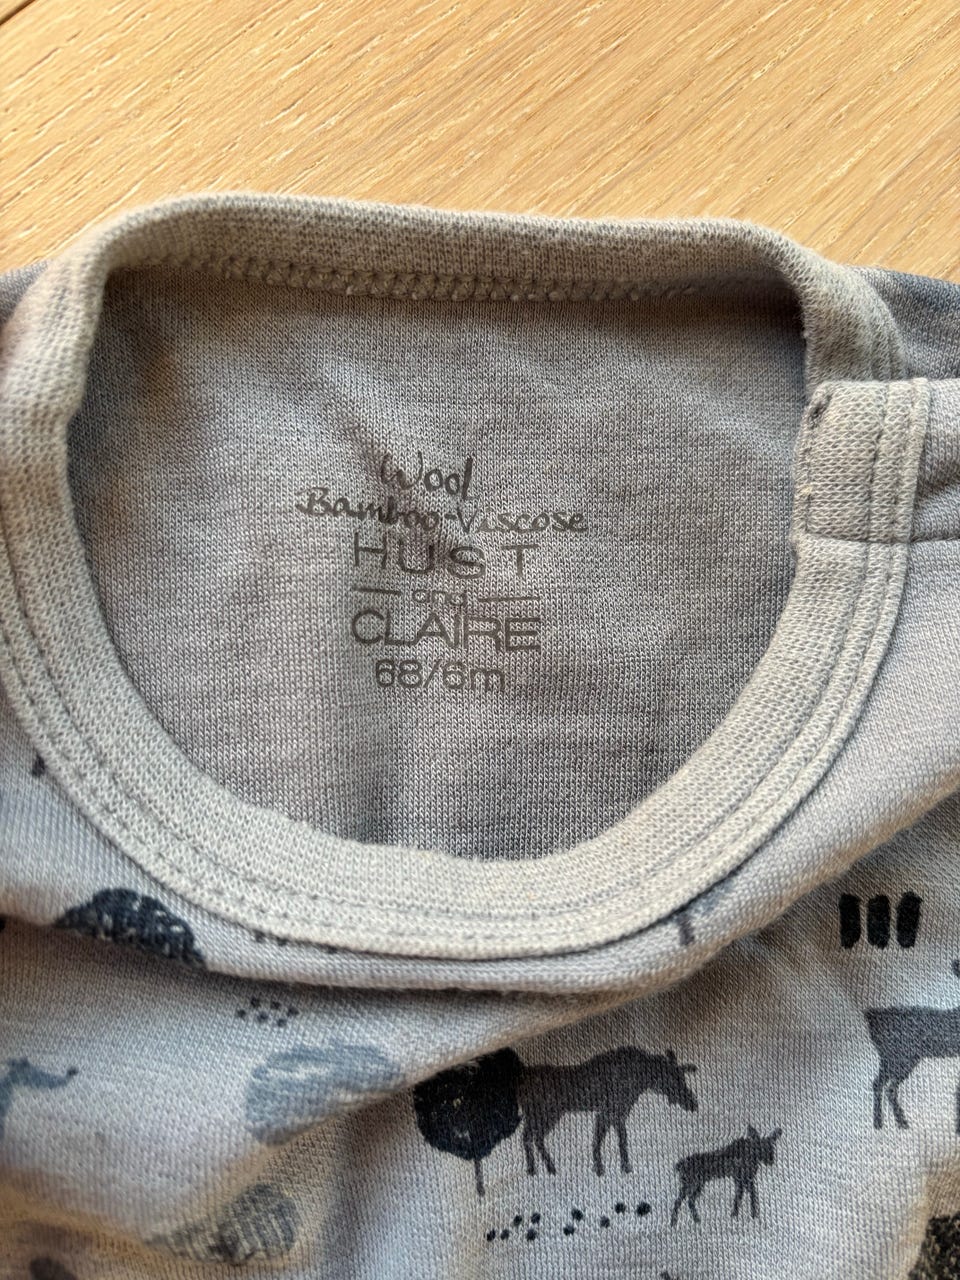 Wool
Bamboo-Viscose
HUST
and
CLAIRE
68/6m